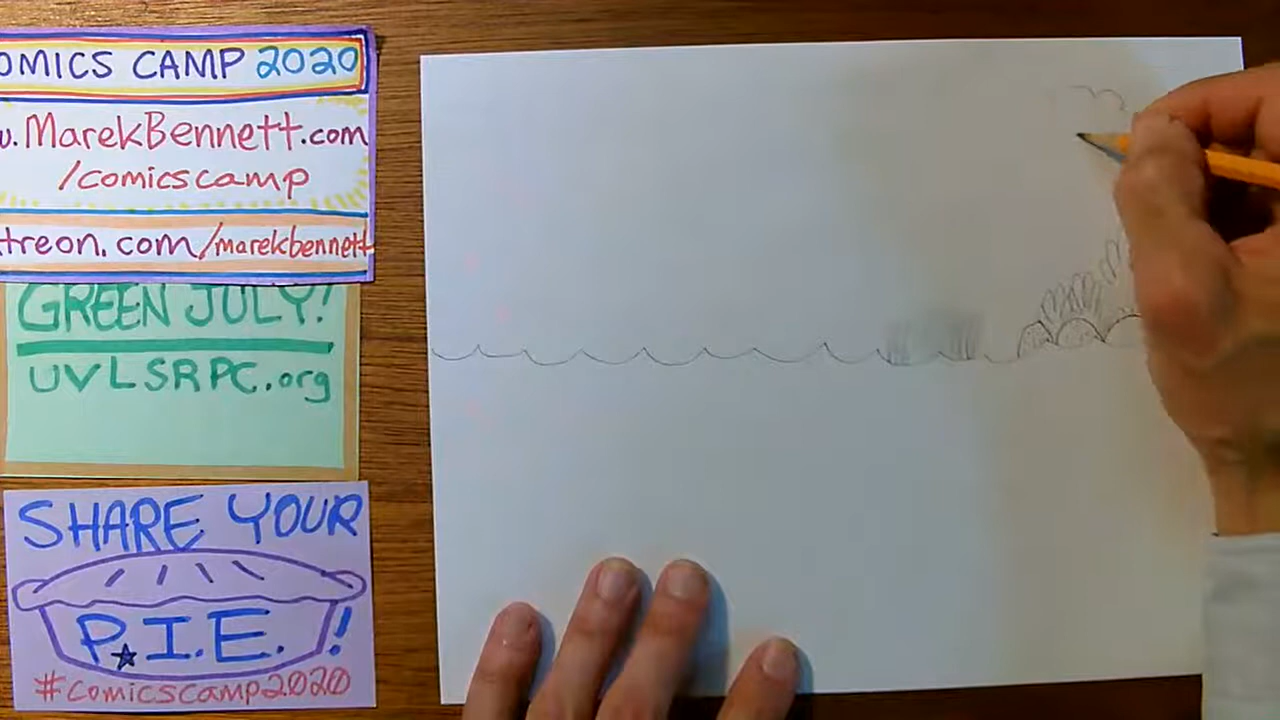 OMICS CAMP 2020
w.MarekBennett.com
/comicscamp
treon.com/marekbennett
GREEN JULY!
UVLSRPC.org
SHARE YOUR
P.I.E.!
#comicscamp2020